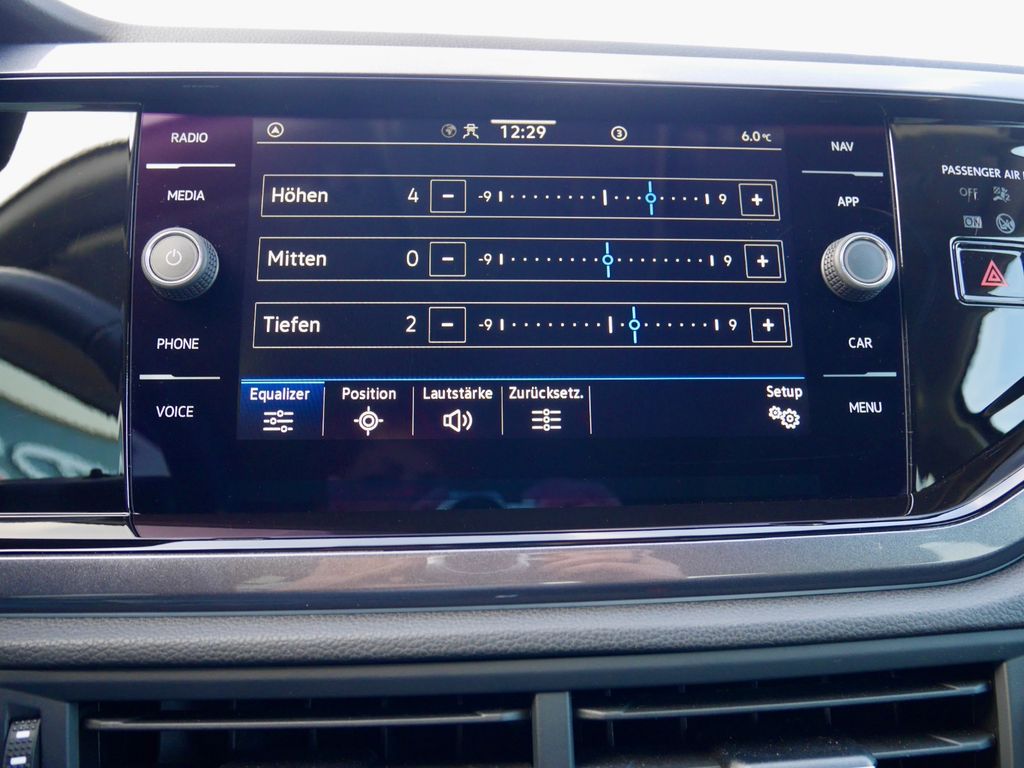 RADIO
MEDIA
PHONE
VOICE
12:29
3
6.0°C
Höhen 4 - -9 9 +
Mitten 0 - -9 9 +
Tiefen 2 - -9 9 +
Equalizer Position Lautstärke Zurücksetz. Setup
NAV
APP
CAR
MENU
PASSENGER AIR
OFF
ON